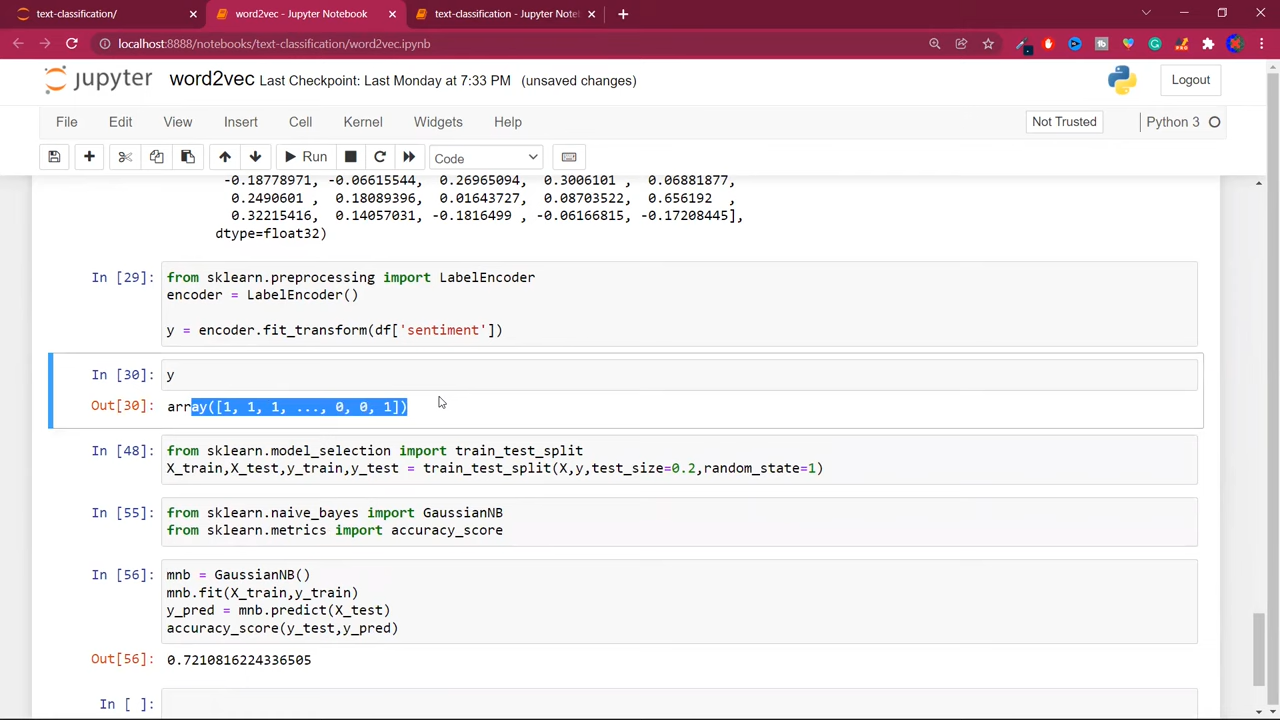 text-classification/
word2vec - Jupyter Notebook
text-classification - Jupyter Note
localhost:8888/notebooks/text-classification/word2vec.ipynb
jupyter word2vec Last Checkpoint: Last Monday at 7:33 PM (unsaved changes)
Logout
File Edit View Insert Cell Kernel Widgets Help
Not Trusted
Python 3
Run
Code
-0.18778971, -0.06615544, 0.26965094, 0.3006101 , 0.06881877,
0.2490601 , 0.18089396, 0.01643727, 0.08703522, 0.656192 ,
0.32215416, 0.14057031, -0.1816499 , -0.06166815, -0.17208445],
dtype=float32)
In [29]: from sklearn.preprocessing import LabelEncoder
encoder = LabelEncoder()
y = encoder.fit_transform(df['sentiment'])
In [30]: y
Out[30]: array([1, 1, 1, ..., 0, 0, 1])
In [48]: from sklearn.model_selection import train_test_split
X_train,X_test,y_train,y_test = train_test_split(X,y,test_size=0.2,random_state=1)
In [55]: from sklearn.naive_bayes import GaussianNB
from sklearn.metrics import accuracy_score
In [56]: mnb = GaussianNB()
mnb.fit(X_train,y_train)
y_pred = mnb.predict(X_test)
accuracy_score(y_test,y_pred)
Out[56]: 0.7210816224336505
In [ ]: